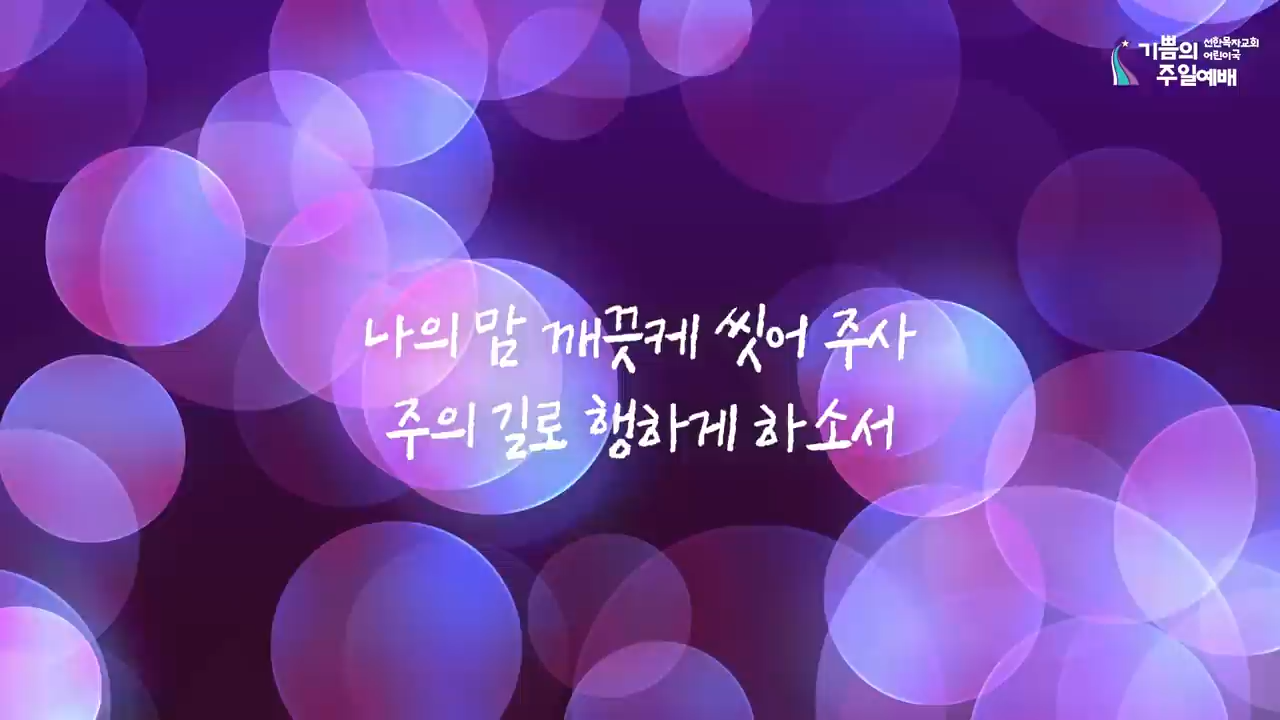 기쁨의 선한목자교회
어린이국
주일예배
나의 맘 깨끗케 씻어 주사
주의 길로 행하게 하소서